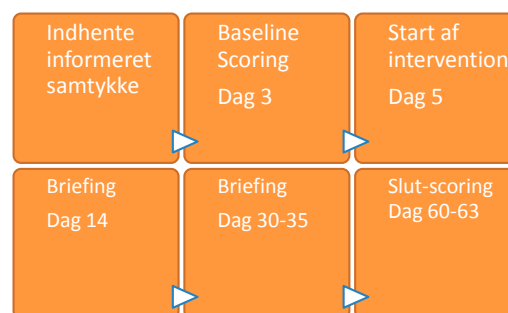 Indhente
informeret
samtykke
Baseline
Scoring
Dag 3
Start af
intervention
Dag 5
Briefing
Dag 14
Briefing
Dag 30-35
Slut-scoring
Dag 60-63